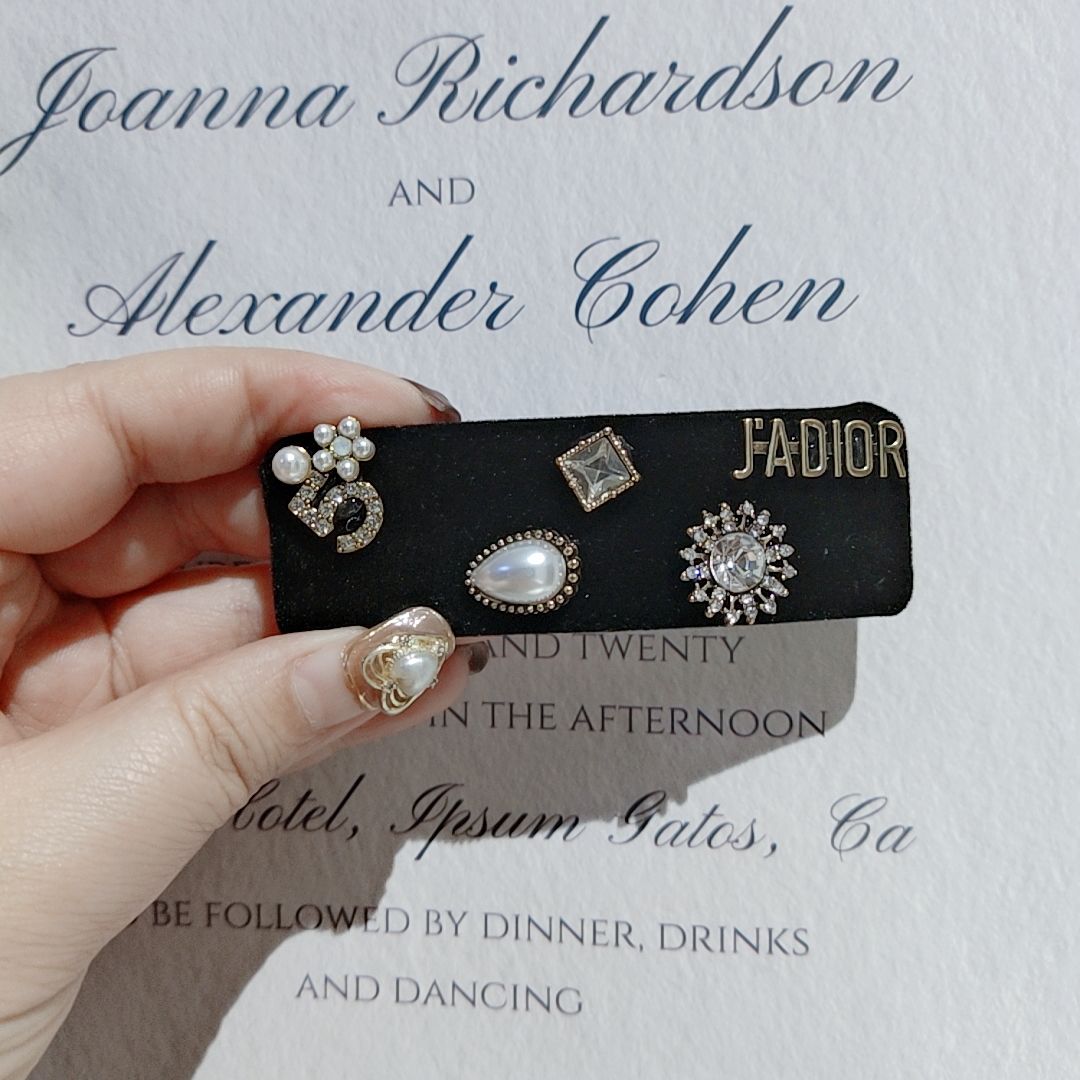 Joanna Richardson
AND
Alexander Cohen
J'ADIOR
5
AND TWENTY
IN THE AFTERNOON
Hotel, Ipsum Gatos, Ca
BE FOLLOWED BY DINNER, DRINKS
AND DANCING